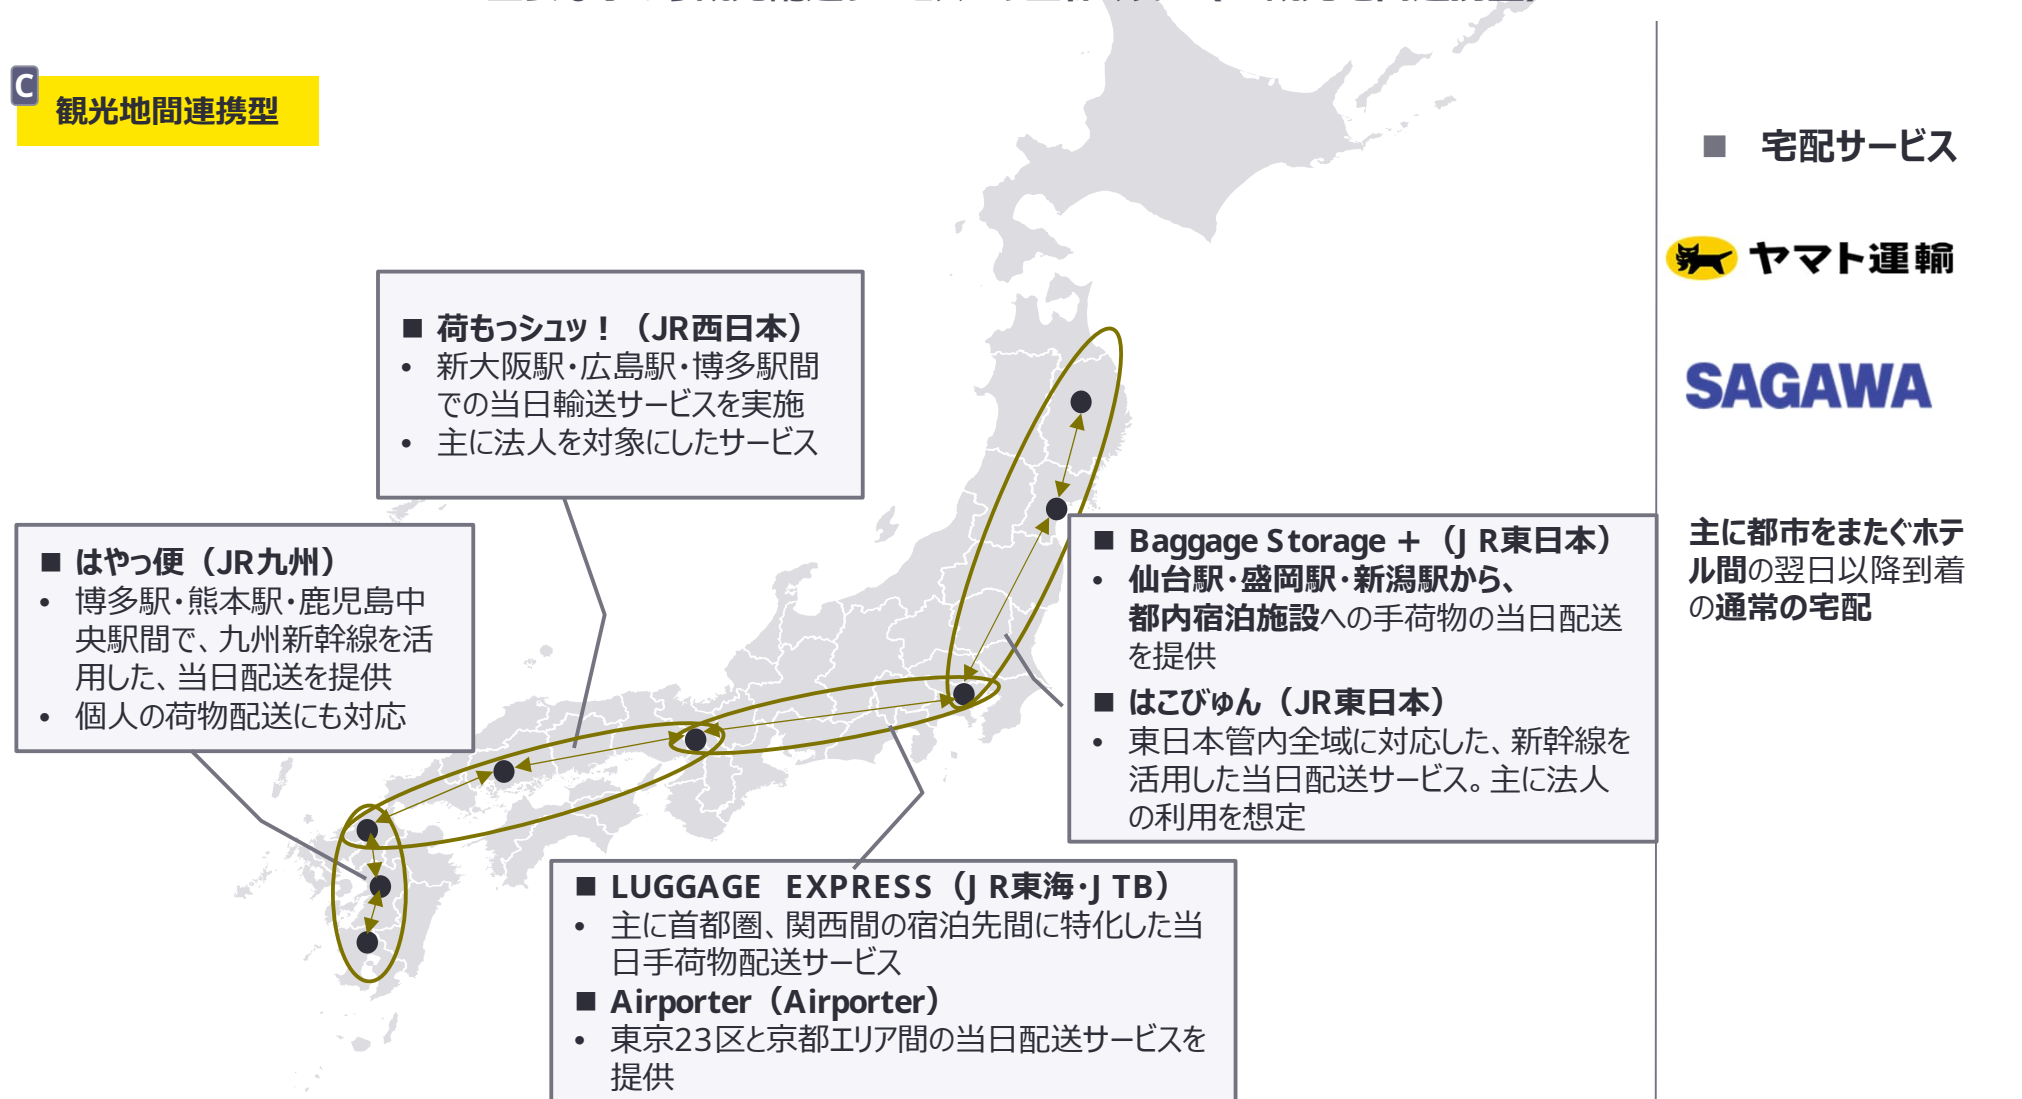 C
観光地間連携型
■ 荷もっシュッ！（JR西日本）
• 新大阪駅・広島駅・博多駅間
での当日輸送サービスを実施
• 主に法人を対象にしたサービス
■ はやっ便（JR九州）
• 博多駅・熊本駅・鹿児島中
央駅間で、九州新幹線を活
用した、当日配送を提供
• 個人の荷物配送にも対応
■ Baggage Storage＋（JR東日本）
• 仙台駅・盛岡駅・新潟駅から、
都内宿泊施設への手荷物の当日配送
を提供
■ はこびゅん（JR東日本）
• 東日本管内全域に対応した、新幹線を
活用した当日配送サービス。主に法人
の利用を想定
■ LUGGAGE EXPRESS（JR東海・JTB）
• 主に首都圏、関西間の宿泊先間に特化した当
日手荷物配送サービス
■ Airporter（Airporter）
• 東京23区と京都エリア間の当日配送サービスを
提供
■ 宅配サービス
ヤマト運輸
SAGAWA
主に都市をまたぐホテ
ル間の翌日以降到着
の通常の宅配